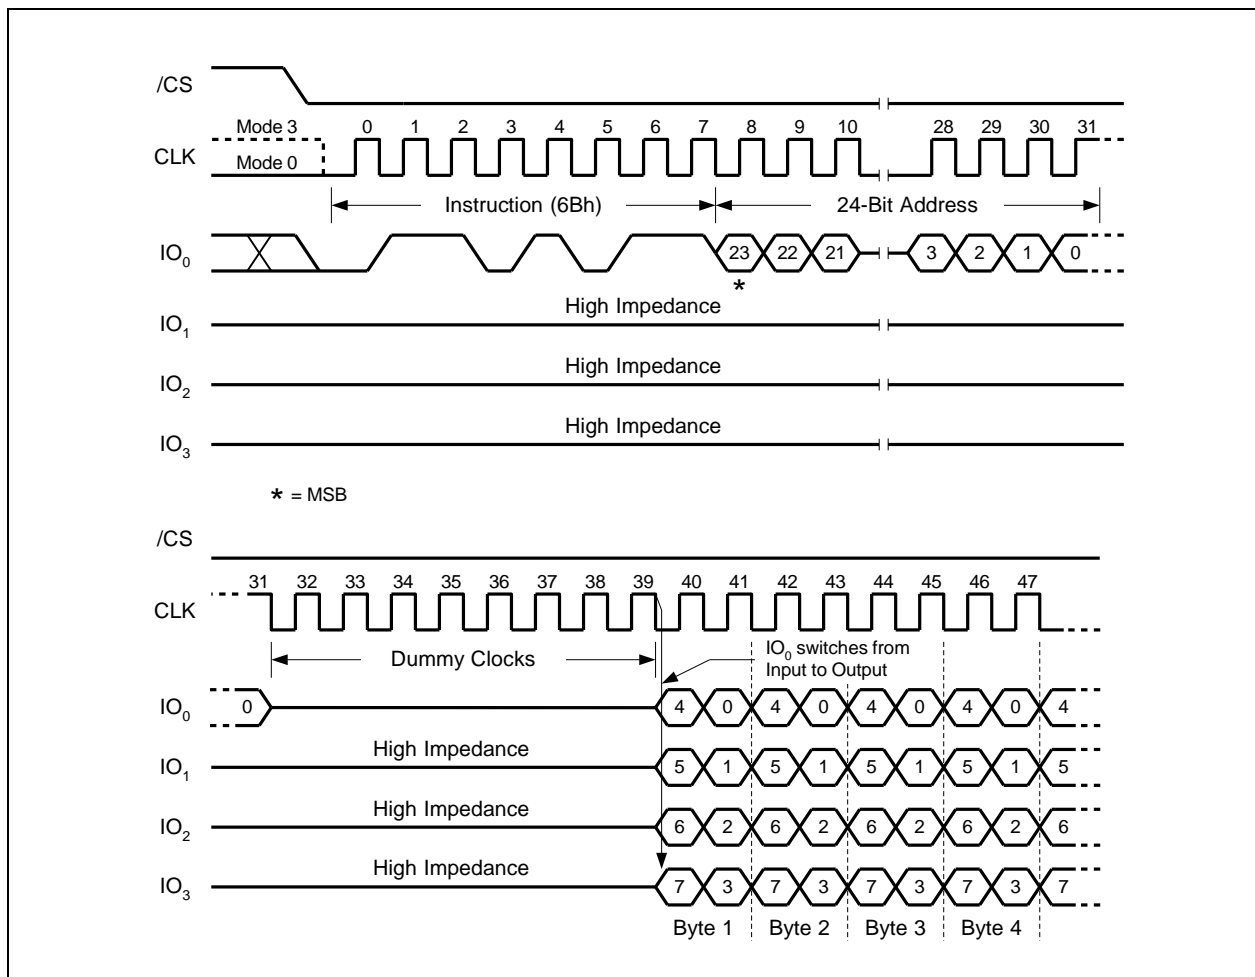 /CS
Mode 3 0 1 2 3 4 5 6 7 8 9 10 28 29 30 31
CLK
Mode 0
Instruction (6Bh) 24-Bit Address
IO0 23 22 21 3 2 1 0
*
High Impedance
IO1
High Impedance
IO2
High Impedance
IO3
* = MSB
/CS
31 32 33 34 35 36 37 38 39 40 41 42 43 44 45 46 47
CLK
Dummy Clocks
IO0 switches from
Input to Output
IO0 0 4 0 4 0 4 0 4 0 4
High Impedance
IO1 5 1 5 1 5 1 5 1 5
High Impedance
IO2 6 2 6 2 6 2 6 2 6
High Impedance
IO3 7 3 7 3 7 3 7 3 7
Byte 1 Byte 2 Byte 3 Byte 4